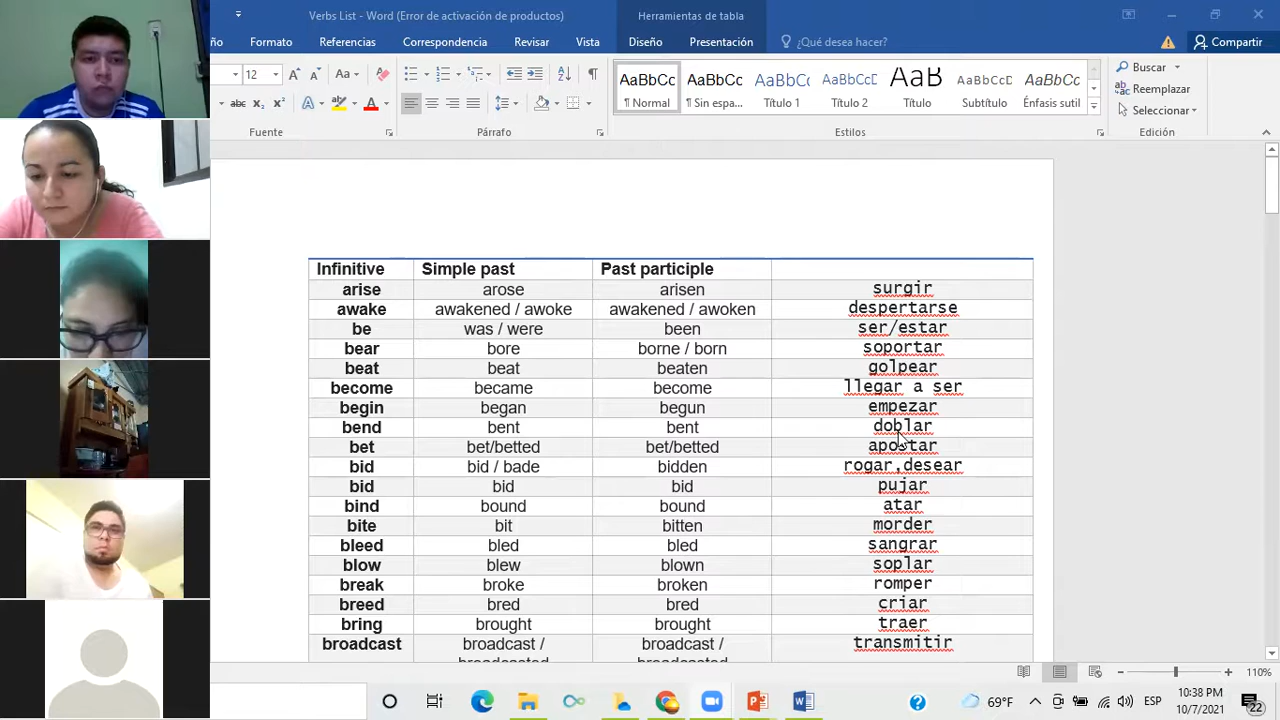 Verbs List - Word (Error de activación de productos)
Herramientas de tabla
Formato Referencias Correspondencia Revisar Vista Diseño Presentación ¿Qué desea hacer? Compartir
12 Aa
AaBbCc AaBbCc AaBbCc AaBbCcD AaB AaBbCcD AaBbCc
¶ Normal ¶ Sin espa... Título 1 Título 2 Título Subtítulo Énfasis sutil
Buscar
Reemplazar
Seleccionar
Fuente Párrafo Estilos Edición
Infinitive Simple past Past participle
arise arose arisen surgir
awake awakened / awoke awakened / awoken despertarse
be was / were been ser/estar
bear bore borne / born soportar
beat beat beaten golpear
become became become llegar a ser
begin began begun empezar
bend bent bent doblar
bet bet/betted bet/betted apostar
bid bid / bade bidden rogar,desear
bid bid bid pujar
bind bound bound atar
bite bit bitten morder
bleed bled bled sangrar
blow blew blown soplar
break broke broken romper
breed bred bred criar
bring brought brought traer
broadcast broadcast / broadcast / transmitir
broadcasted broadcasted
110%
69°F ESP 10:38 PM
10/7/2021 22